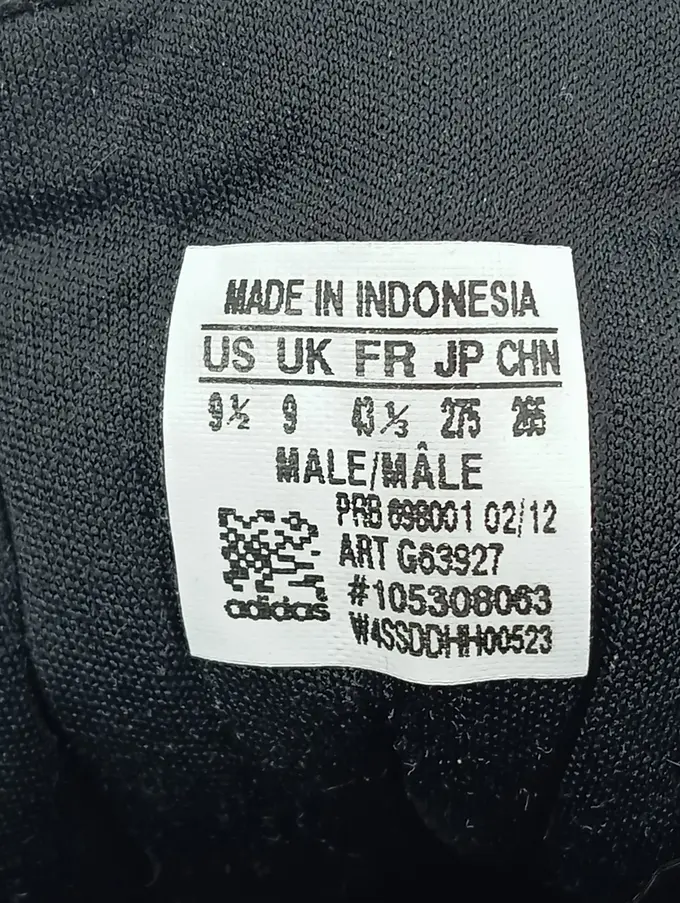 MADE IN INDONESIA
US UK FR JP CHN
9½ 9 43⅓ 275 265
MALE/MÂLE
PRB 698001 02/12
ART G63927
#105308063
adidas
W4SSDDHH00523